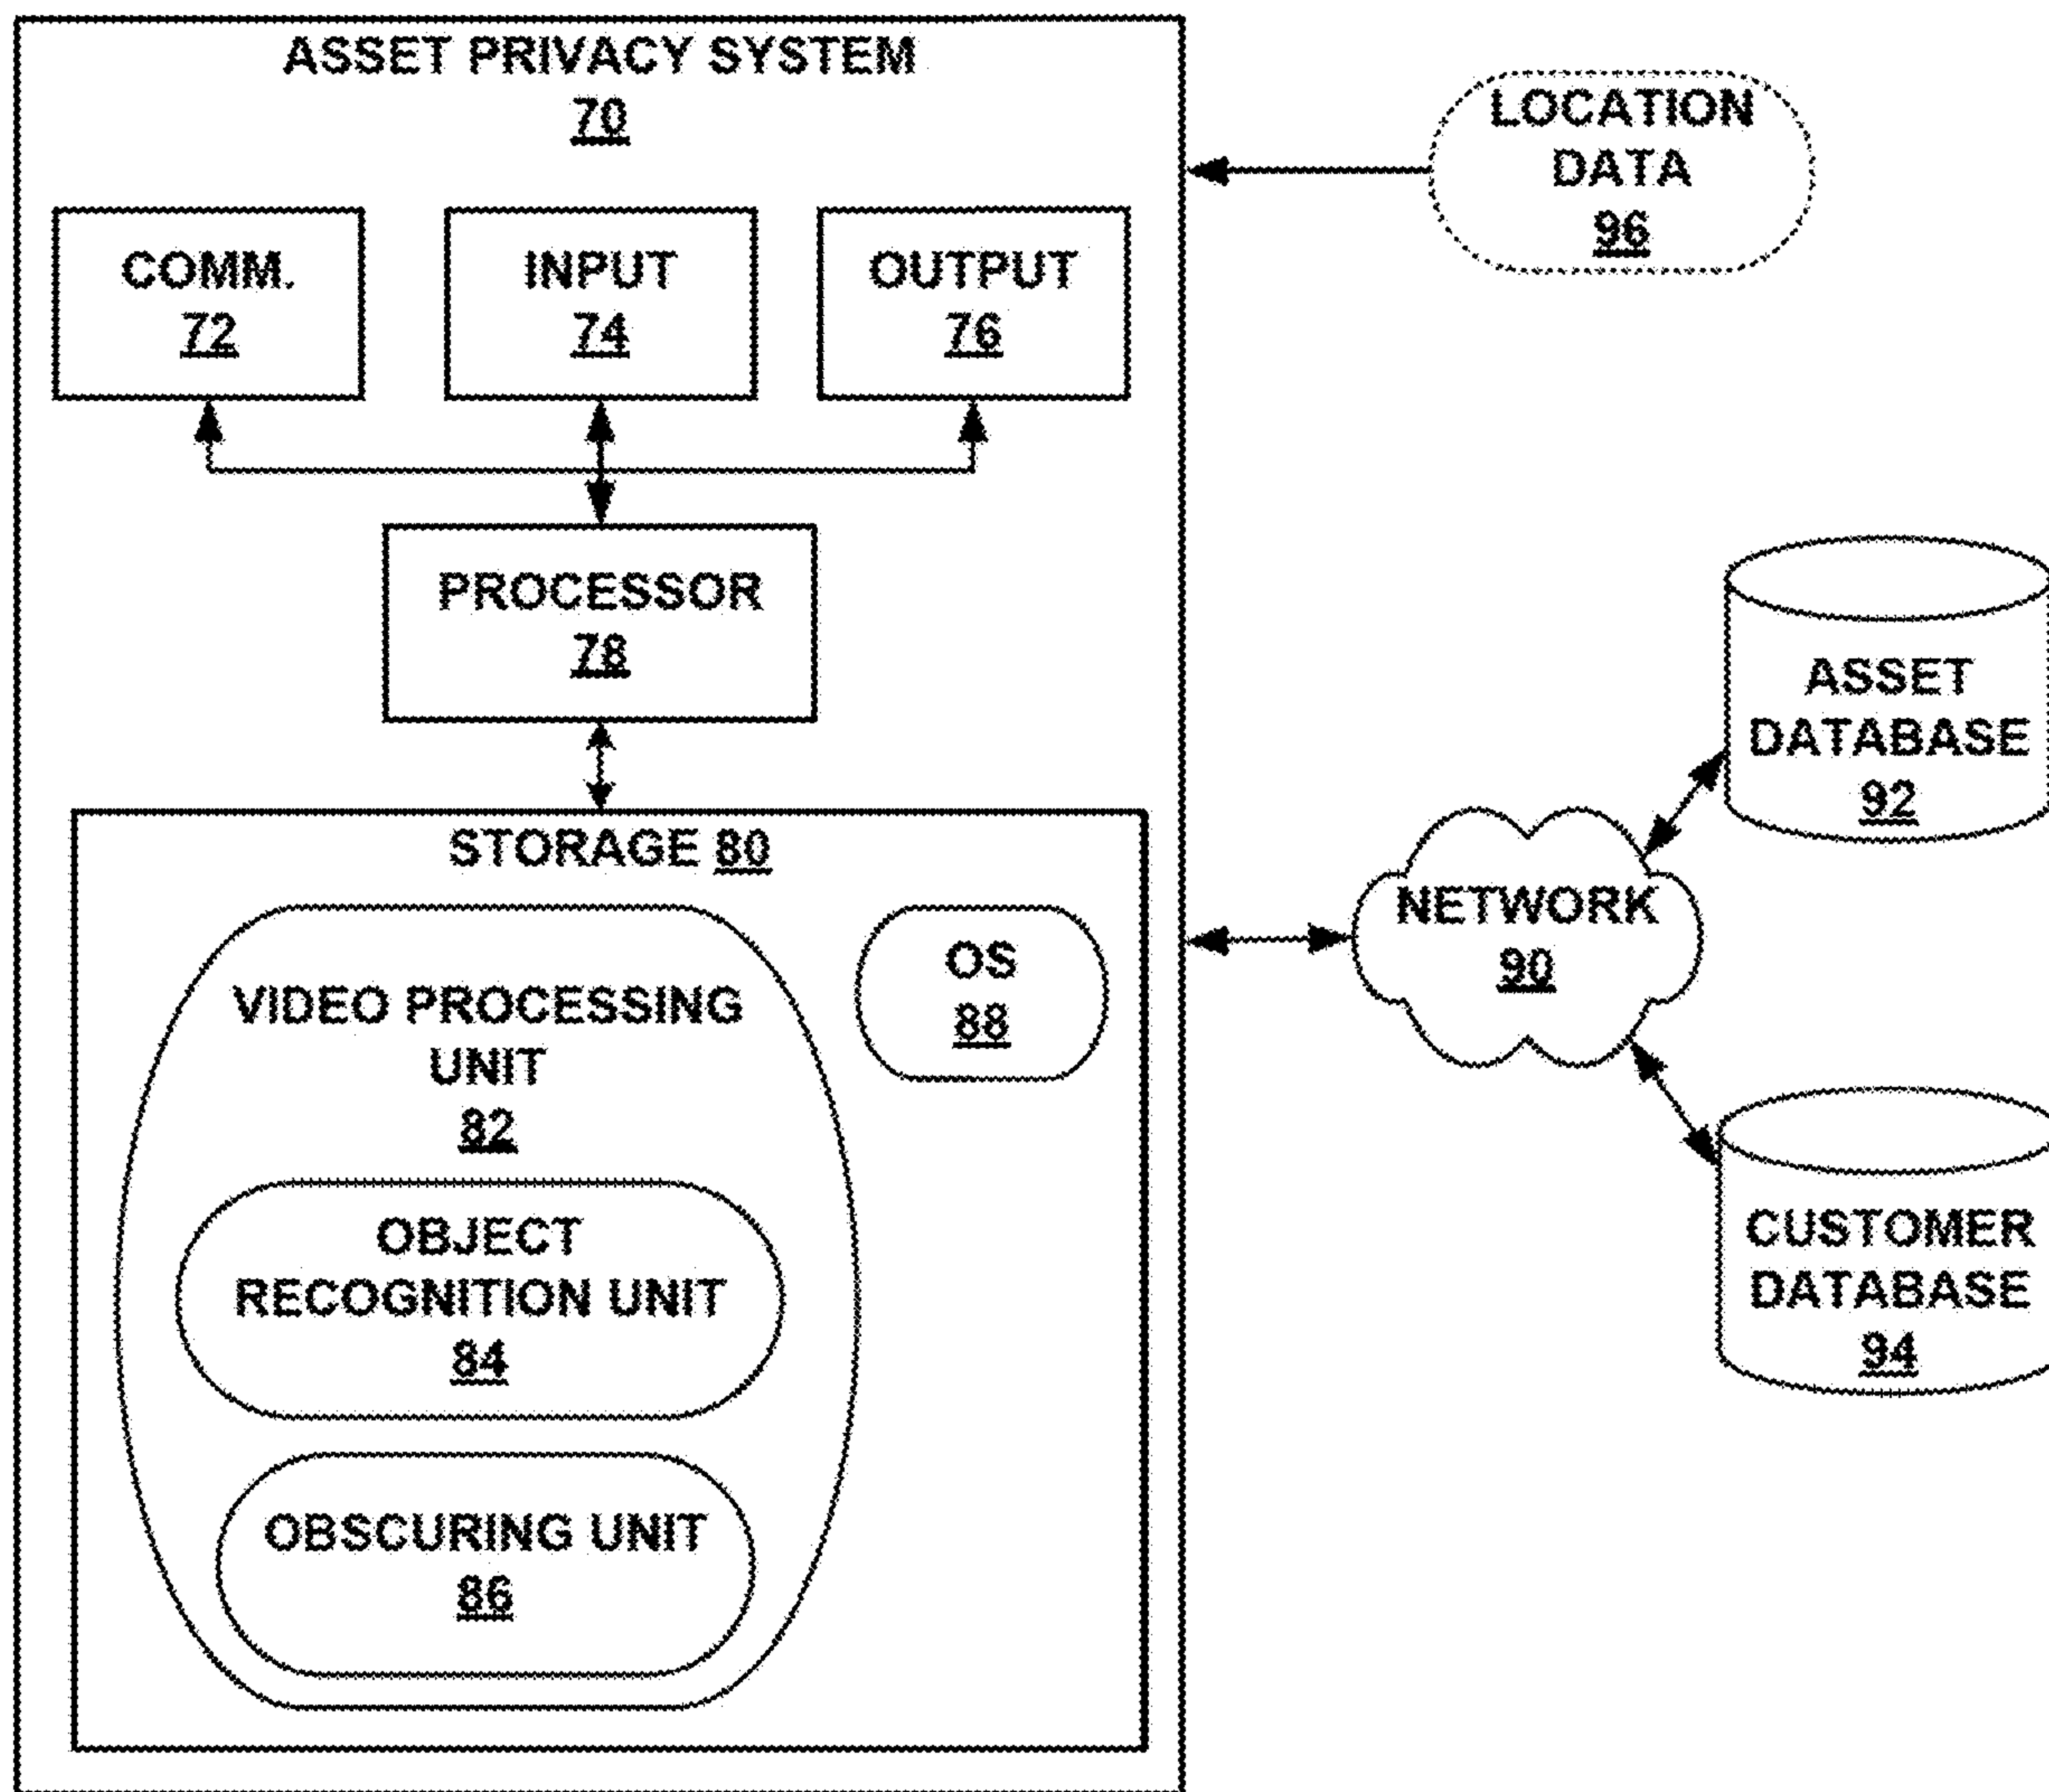 ASSET PRIVACY SYSTEM
70
COMM.
72
INPUT
74
OUTPUT
76
PROCESSOR
78
STORAGE 80
VIDEO PROCESSING
UNIT
82
OBJECT
RECOGNITION UNIT
84
OBSCURING UNIT
86
OS
88
LOCATION
DATA
96
NETWORK
90
ASSET
DATABASE
92
CUSTOMER
DATABASE
94